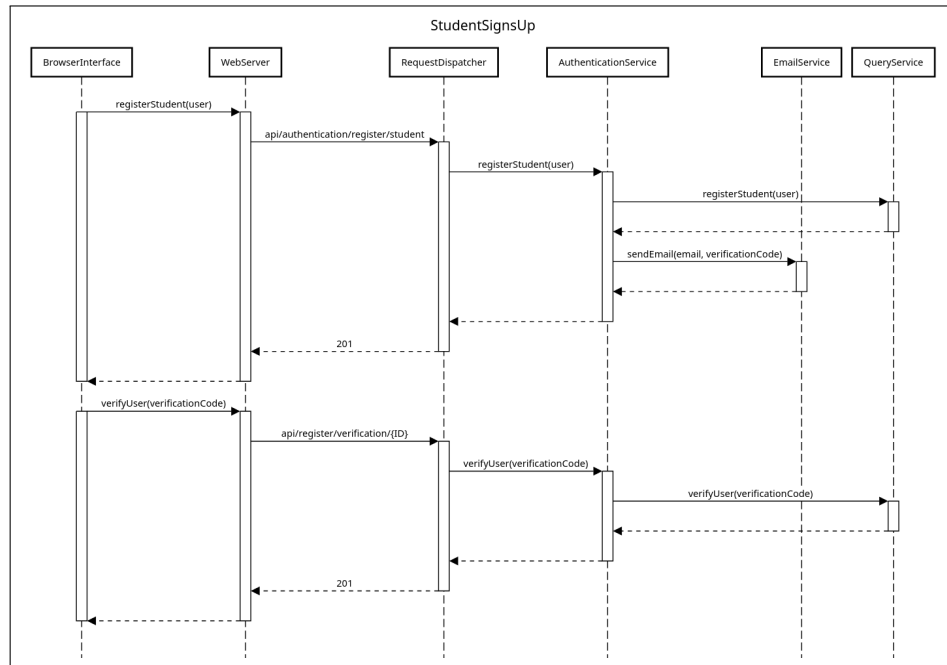 StudentSignsUp
BrowserInterface
WebServer
RequestDispatcher
AuthenticationService
EmailService
QueryService
registerStudent(user)
api/authentication/register/student
registerStudent(user)
registerStudent(user)
sendEmail(email, verificationCode)
201
verifyUser(verificationCode)
api/register/verification/{ID}
verifyUser(verificationCode)
verifyUser(verificationCode)
201